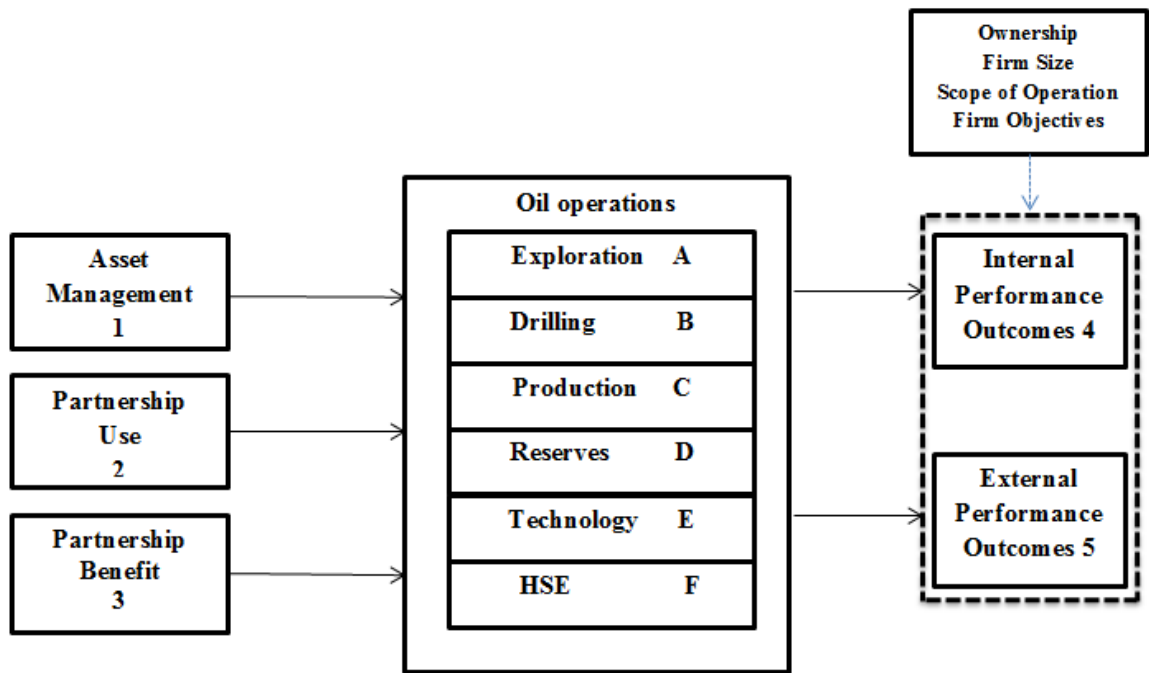 Ownership
Firm Size
Scope of Operation
Firm Objectives
Oil operations
Asset
Management
1
Partnership
Use
2
Partnership
Benefit
3
Exploration A
Drilling B
Production C
Reserves D
Technology E
HSE F
Internal
Performance
Outcomes 4
External
Performance
Outcomes 5